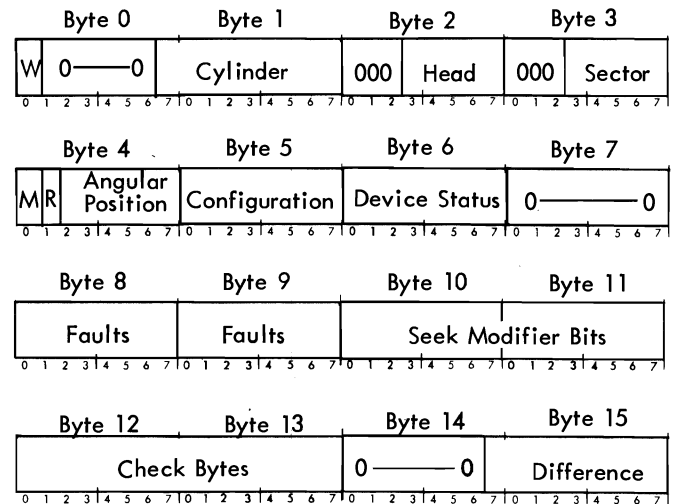 Byte 0 Byte 1 Byte 2 Byte 3
W 0——0 Cylinder 000 Head 000 Sector
0 1 2 3 4 5 6 7 0 1 2 3 4 5 6 7 0 1 2 3 4 5 6 7 0 1 2 3 4 5 6 7
Byte 4 Byte 5 Byte 6 Byte 7
M R Angular Position Configuration Device Status 0——0
0 1 2 3 4 5 6 7 0 1 2 3 4 5 6 7 0 1 2 3 4 5 6 7 0 1 2 3 4 5 6 7
Byte 8 Byte 9 Byte 10 Byte 11
Faults Faults Seek Modifier Bits
0 1 2 3 4 5 6 7 0 1 2 3 4 5 6 7 0 1 2 3 4 5 6 7 0 1 2 3 4 5 6 7
Byte 12 Byte 13 Byte 14 Byte 15
Check Bytes 0——0 Difference
0 1 2 3 4 5 6 7 0 1 2 3 4 5 6 7 0 1 2 3 4 5 6 7 0 1 2 3 4 5 6 7